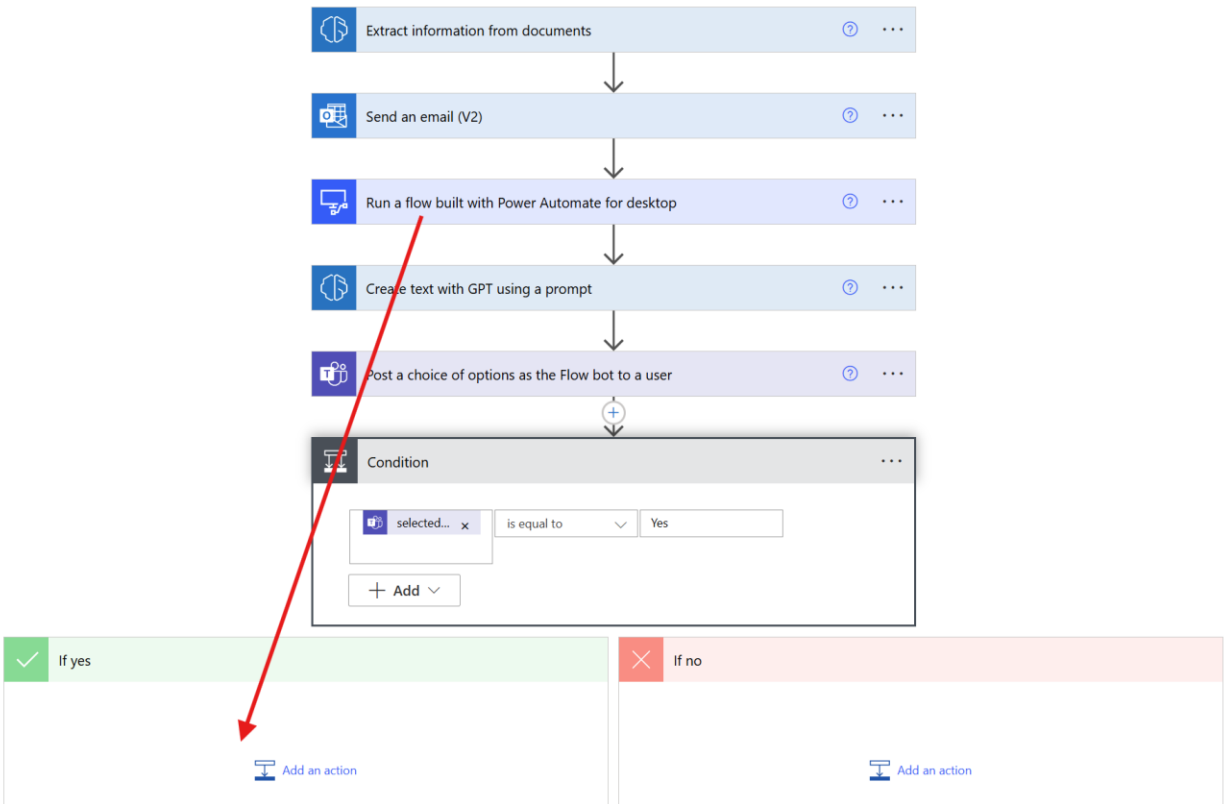 Extract information from documents
Send an email (V2)
Run a flow built with Power Automate for desktop
Create text with GPT using a prompt
Post a choice of options as the Flow bot to a user
Condition
selected... x is equal to Yes
+ Add
If yes
If no
Add an action
Add an action